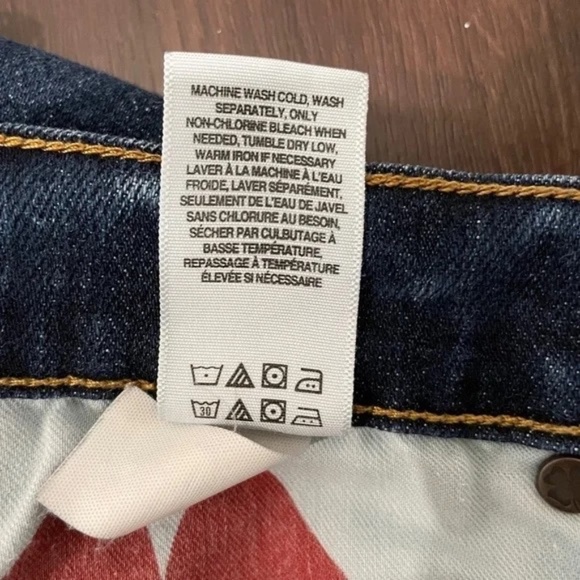 MACHINE WASH COLD, WASH
SEPARATELY, ONLY
NON-CHLORINE BLEACH WHEN
NEEDED, TUMBLE DRY LOW,
WARM IRON IF NECESSARY
LAVER À LA MACHINE À L'EAU
FROIDE, LAVER SÉPARÉMENT,
SEULEMENT DE L'EAU DE JAVEL
SANS CHLORURE AU BESOIN,
SÉCHER PAR CULBUTAGE À
BASSE TEMPÉRATURE,
REPASSAGE À TEMPÉRATURE
ÉLEVÉE SI NÉCESSAIRE
30